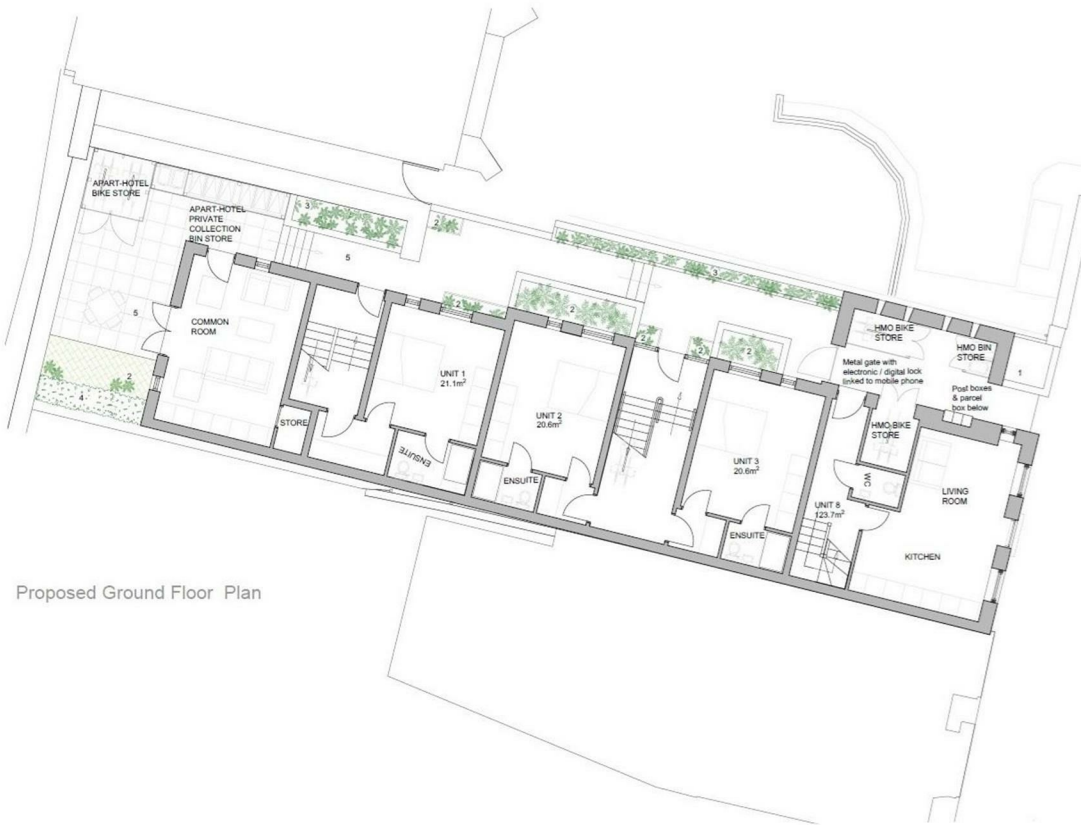 APART-HOTEL
BIKE STORE
APART-HOTEL
PRIVATE
COLLECTION
BIN STORE
3
2
5
3
5
COMMON
ROOM
2
4
STORE
2
UNIT 1
21.1m²
ENSUITE
2
UNIT 2
20.6m²
ENSUITE
2
2
2
UNIT 3
20.6m²
ENSUITE
HMO BIKE
STORE
HMO BIN
STORE
1
Metal gate with
electronic / digital lock
linked to mobile phone
Post boxes
& parcel
box below
HMO BIKE
STORE
WC
UNIT 8
123.7m²
LIVING
ROOM
KITCHEN
Proposed Ground Floor Plan